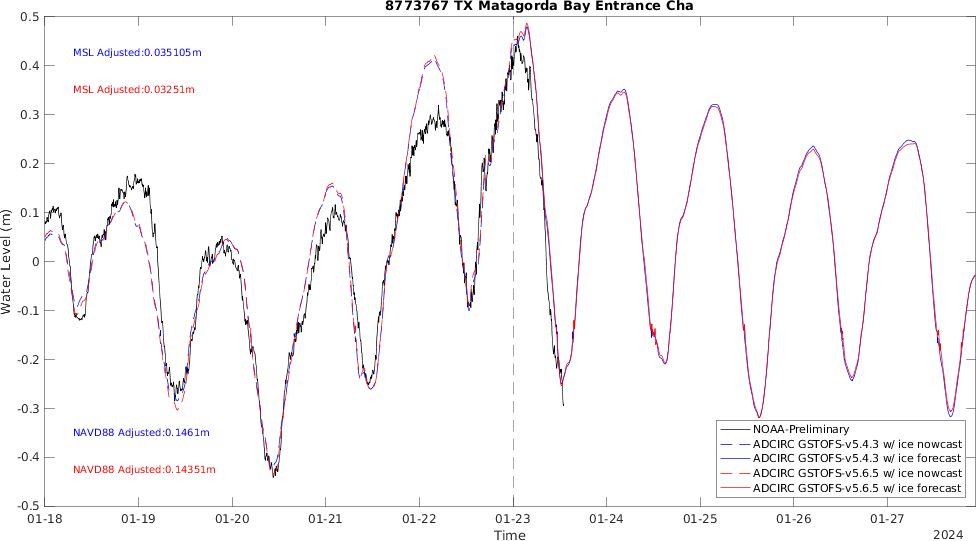 8773767 TX Matagorda Bay Entrance Cha
0.5
0.4
0.3
0.2
0.1
0
-0.1
-0.2
-0.3
-0.4
-0.5
Water Level (m)
MSL Adjusted:0.035105m
MSL Adjusted:0.03251m
NAVD88 Adjusted:0.1461m
NAVD88 Adjusted:0.14351m
NOAA-Preliminary
ADCIRC GSTOFS-v5.4.3 w/ ice nowcast
ADCIRC GSTOFS-v5.4.3 w/ ice forecast
ADCIRC GSTOFS-v5.6.5 w/ ice nowcast
ADCIRC GSTOFS-v5.6.5 w/ ice forecast
01-18 01-19 01-20 01-21 01-22 01-23 01-24 01-25 01-26 01-27
Time
2024